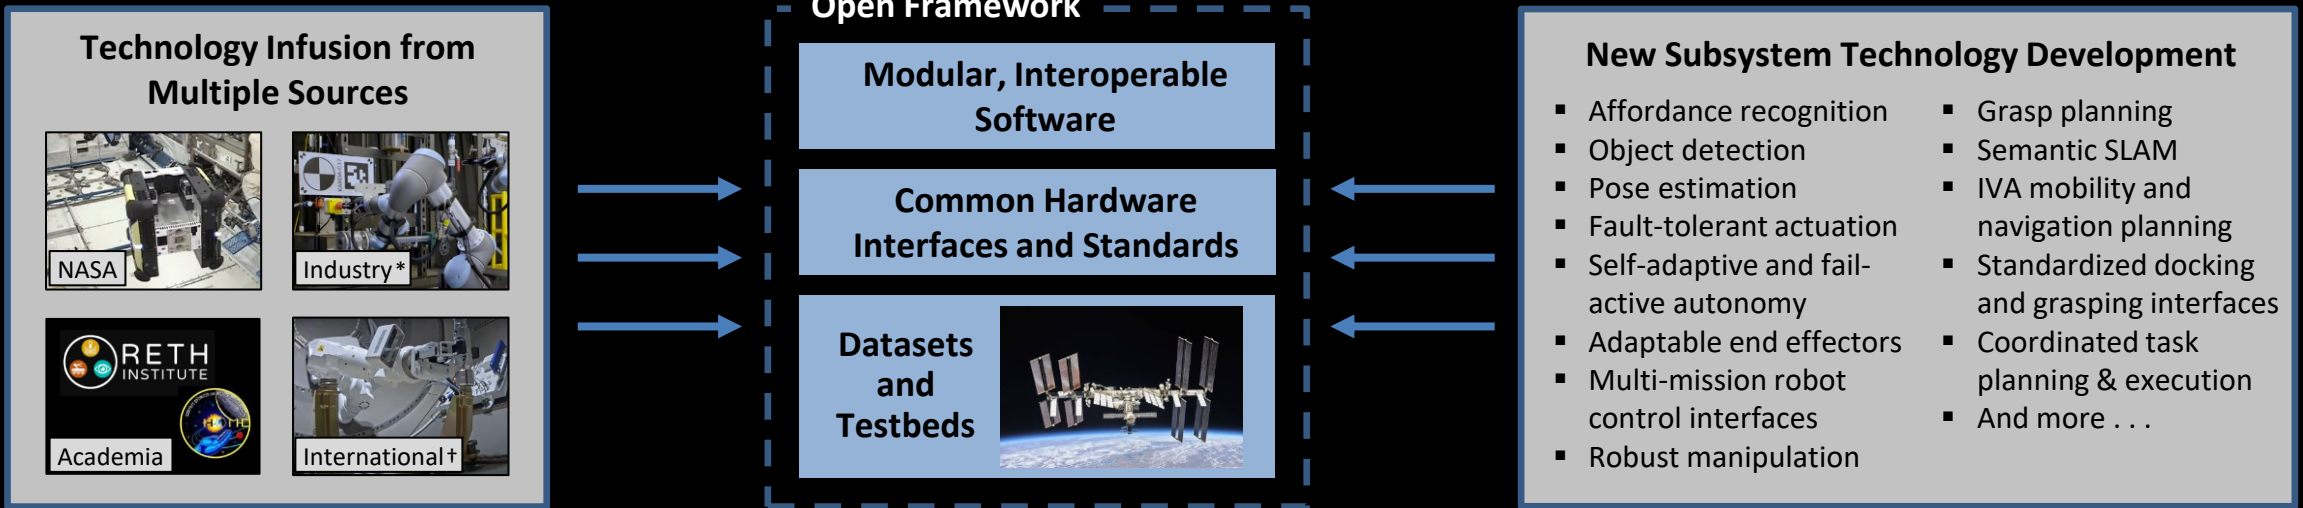 Technology Infusion from
Multiple Sources
NASA
Industry*
RETH
INSTITUTE
HOME
Academia
International†
Open Framework
Modular, Interoperable
Software
Common Hardware
Interfaces and Standards
Datasets
and
Testbeds
New Subsystem Technology Development
▪ Affordance recognition
▪ Object detection
▪ Pose estimation
▪ Fault-tolerant actuation
▪ Self-adaptive and fail-
active autonomy
▪ Adaptable end effectors
▪ Multi-mission robot
control interfaces
▪ Robust manipulation
▪ Grasp planning
▪ Semantic SLAM
▪ IVA mobility and
navigation planning
▪ Standardized docking
and grasping interfaces
▪ Coordinated task
planning & execution
▪ And more . . .